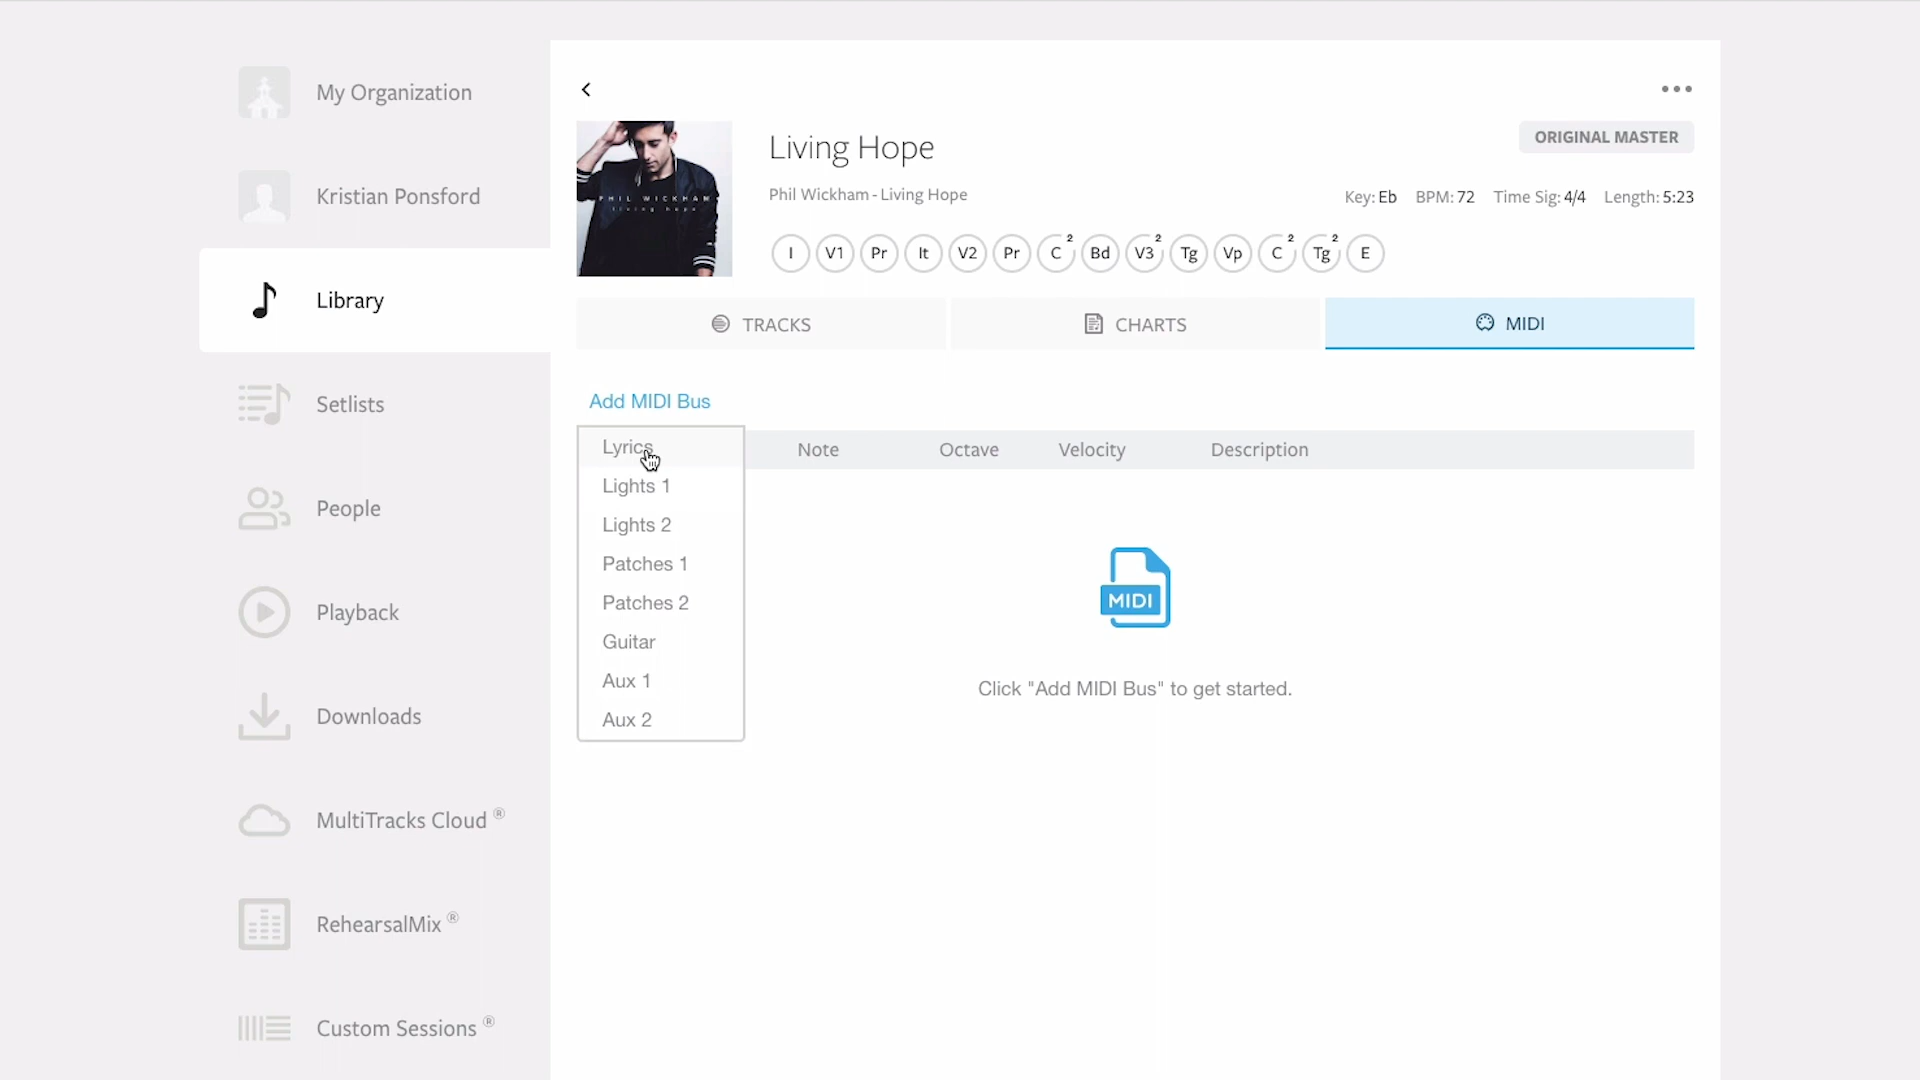 My Organization
Kristian Ponsford
Library
Setlists
People
Playback
Downloads
MultiTracks Cloud ®
RehearsalMix ®
Custom Sessions ®
PHIL WICKHAM
living hope
Living Hope
Phil Wickham - Living Hope
ORIGINAL MASTER
Key: Eb BPM: 72 Time Sig: 4/4 Length: 5:23
I V1 Pr It V2 Pr C 2 Bd V3 2 Tg Vp C 2 Tg 2 E
TRACKS CHARTS MIDI
Add MIDI Bus
Note Octave Velocity Description
Lyrics
Lights 1
Lights 2
Patches 1
Patches 2
Guitar
Aux 1
Aux 2
MIDI
Click "Add MIDI Bus" to get started.